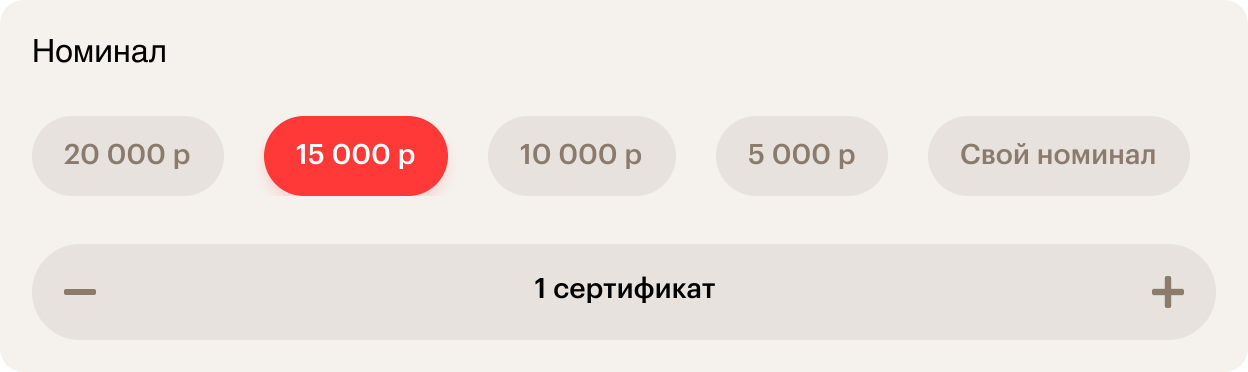 Номинал
20 000 р 15 000 р 10 000 р 5 000 р Свой номинал
1 сертификат